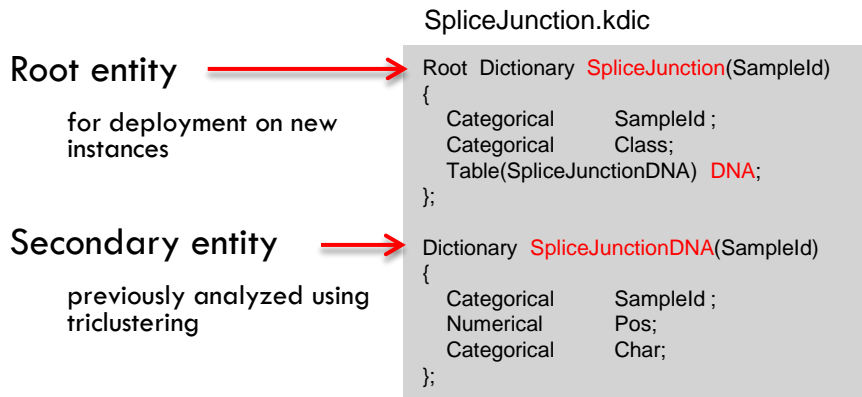 SpliceJunction.kdic
Root entity
for deployment on new
instances
Root Dictionary SpliceJunction(SampleId)
{
Categorical SampleId ;
Categorical Class;
Table(SpliceJunctionDNA) DNA;
};
Secondary entity
previously analyzed using
triclustering
Dictionary SpliceJunctionDNA(SampleId)
{
Categorical SampleId ;
Numerical Pos;
Categorical Char;
};